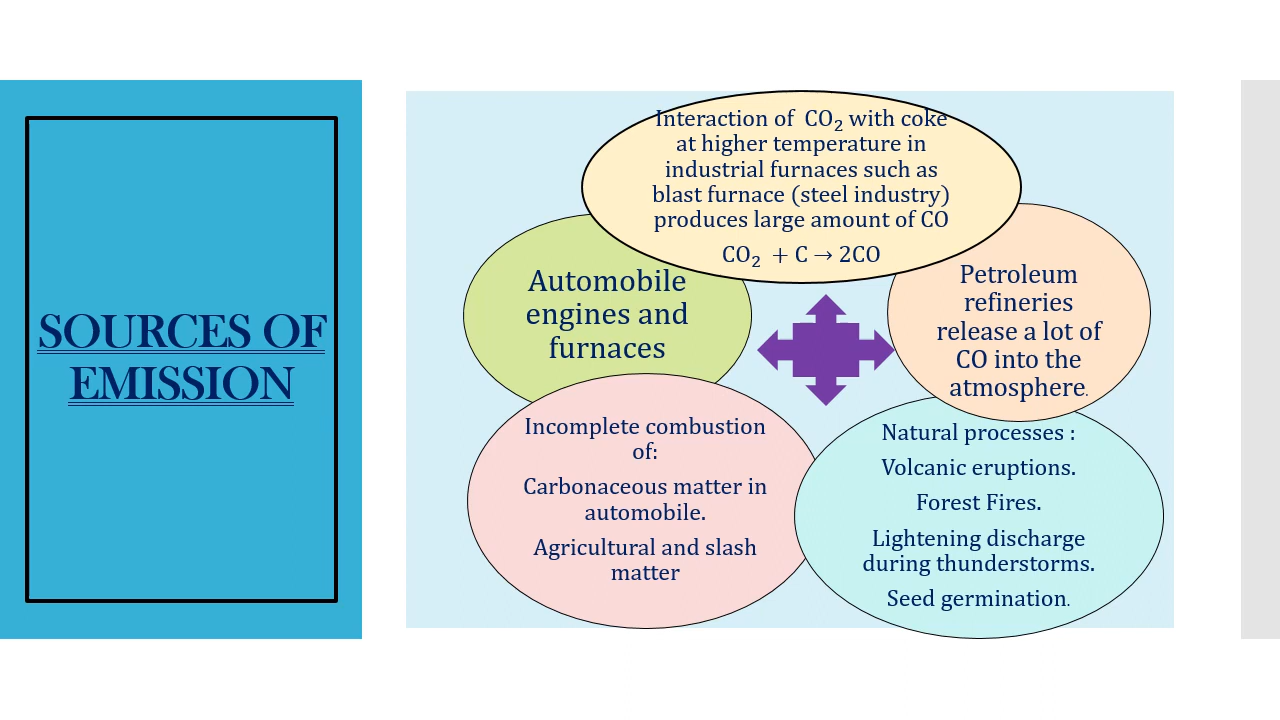 SOURCES OF
EMISSION
Interaction of CO₂ with coke
at higher temperature in
industrial furnaces such as
blast furnace (steel industry)
produces large amount of CO
CO₂ + C → 2CO
Automobile
engines and
furnaces
Petroleum
refineries
release a lot of
CO into the
atmosphere.
Incomplete combustion
of:
Carbonaceous matter in
automobile.
Agricultural and slash
matter
Natural processes :
Volcanic eruptions.
Forest Fires.
Lightening discharge
during thunderstorms.
Seed germination.